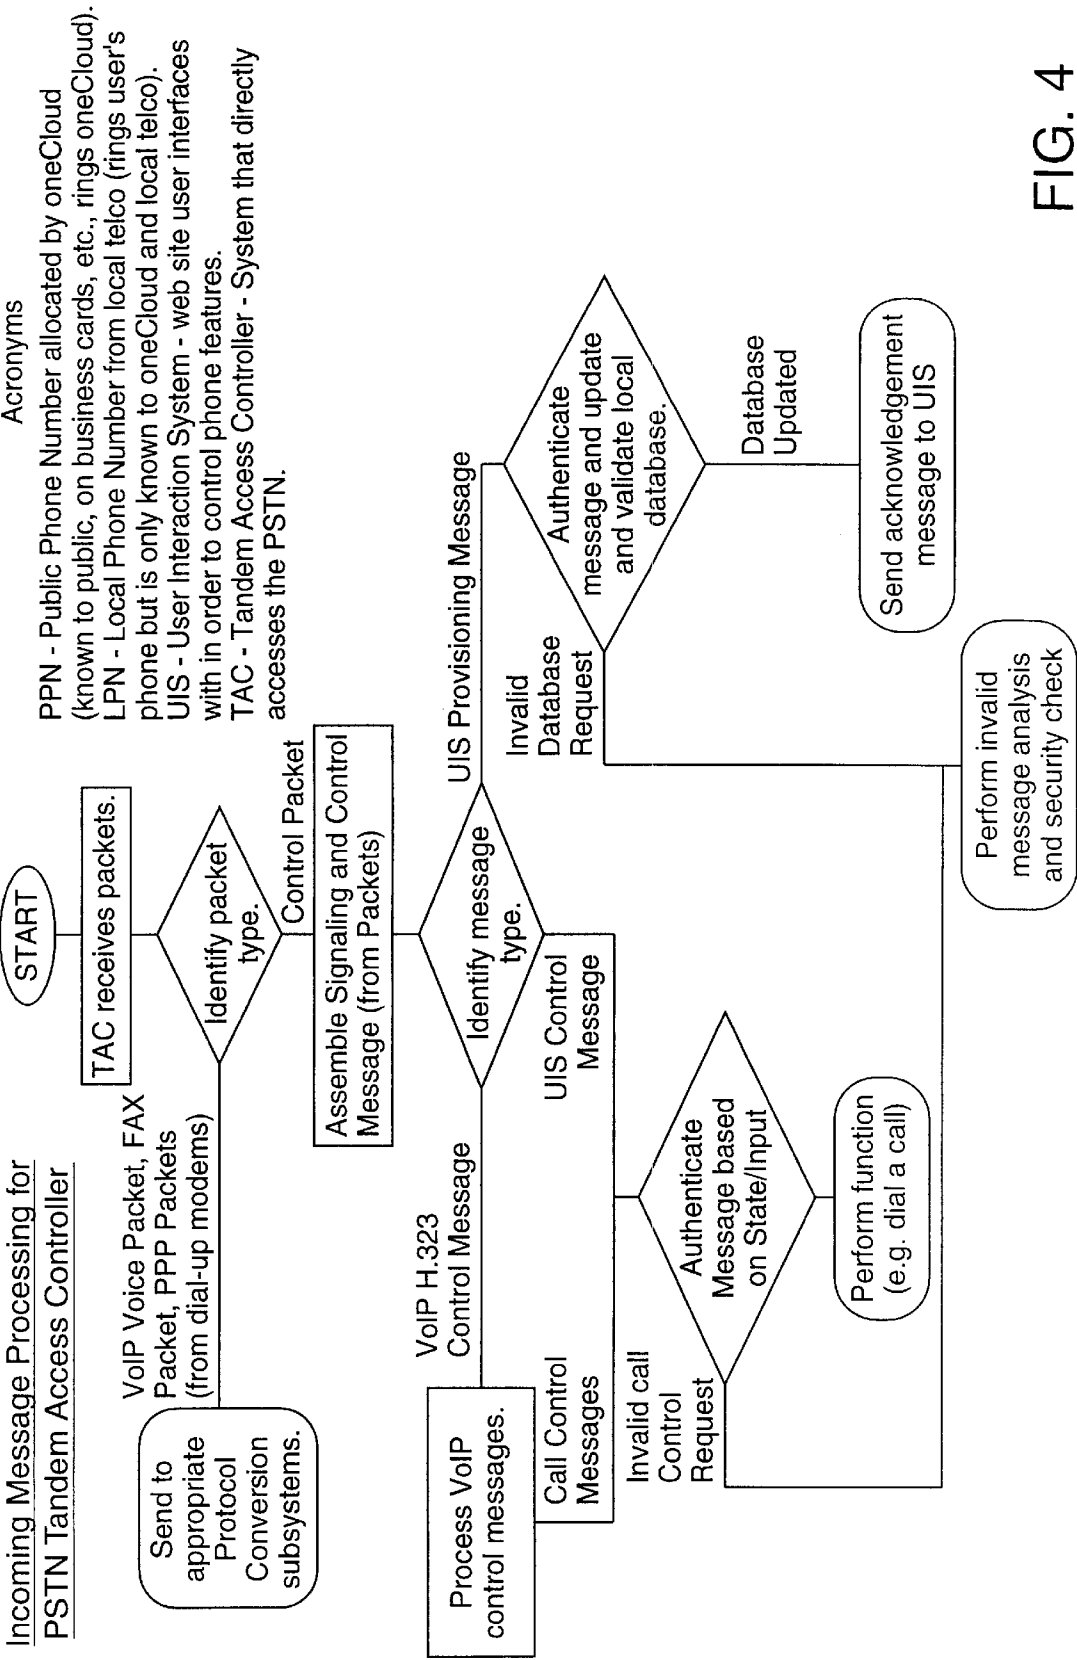 Incoming Message Processing for
PSTN Tandem Access Controller
Acronyms
PPN - Public Phone Number allocated by oneCloud
(known to public, on business cards, etc., rings oneCloud).
LPN - Local Phone Number from local telco (rings user's
phone but is only known to oneCloud and local telco).
UIS - User Interaction System - web site user interfaces
with in order to control phone features.
TAC - Tandem Access Controller - System that directly
accesses the PSTN.
START
TAC receives packets.
Identify packet
type.
VoIP Voice Packet, FAX
Packet, PPP Packets
(from dial-up modems)
Send to
appropriate
Protocol
Conversion
subsystems.
Control Packet
Assemble Signaling and Control
Message (from Packets)
Identify message
type.
VoIP H.323
Control Message
Process VoIP
control messages.
Call Control
Messages
UIS Control
Message
UIS Provisioning Message
Authenticate
message and update
and validate local
database.
Invalid
Database
Request
Database
Updated
Send acknowledgement
message to UIS
Authenticate
Message based
on State/Input
Invalid call
Control
Request
Perform function
(e.g. dial a call)
Perform invalid
message analysis
and security check
FIG. 4